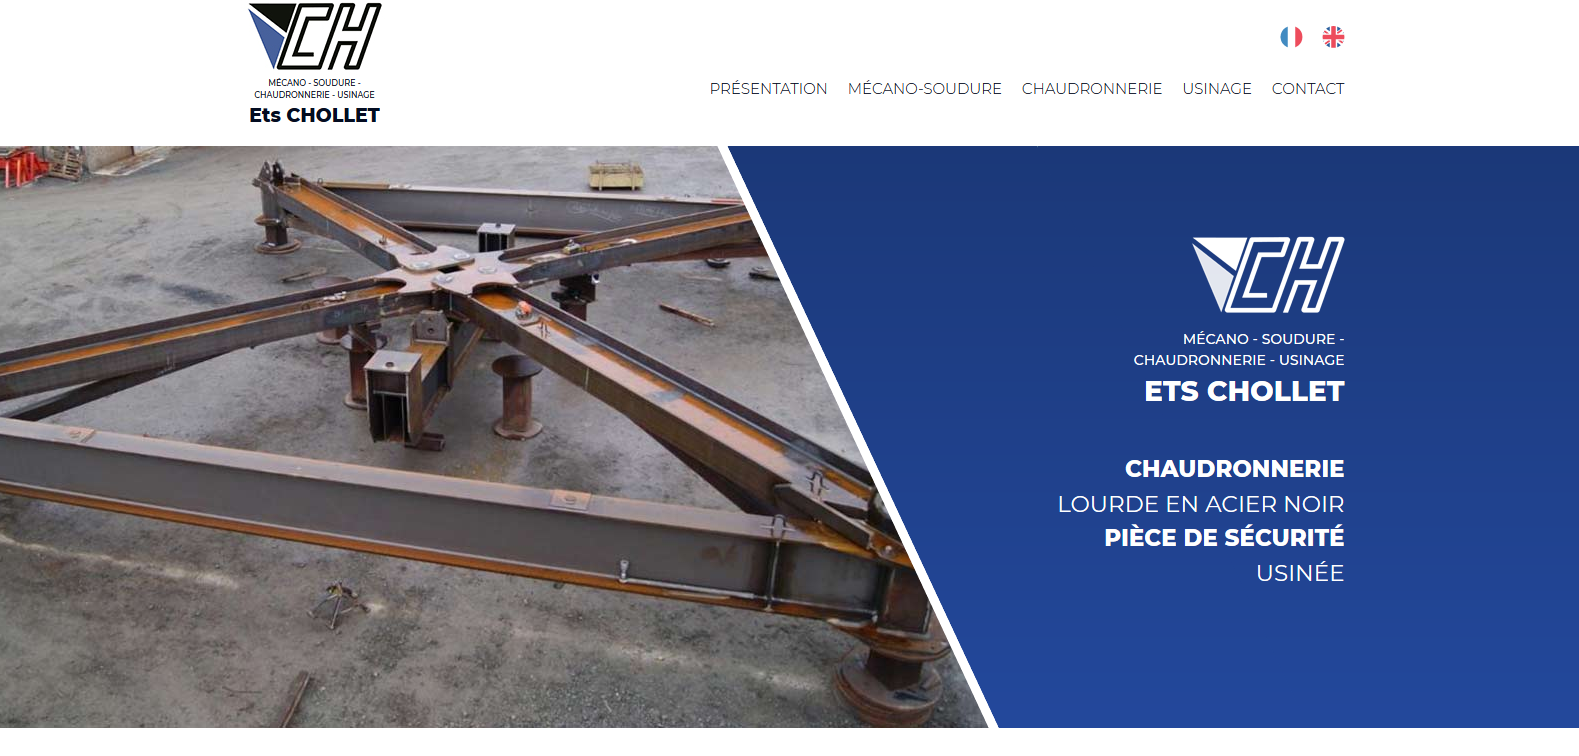 CH
MÉCANO - SOUDURE -
CHAUDRONNERIE - USINAGE
Ets CHOLLET
PRÉSENTATION MÉCANO-SOUDURE CHAUDRONNERIE USINAGE CONTACT
CH
MÉCANO - SOUDURE -
CHAUDRONNERIE - USINAGE
ETS CHOLLET
CHAUDRONNERIE
LOURDE EN ACIER NOIR
PIÈCE DE SÉCURITÉ
USINÉE